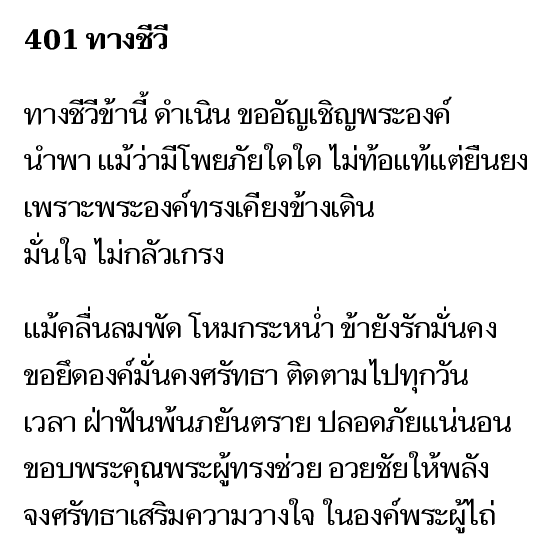 401 ทางชีวี
ทางชีวีข้านี้ ดำเนิน ขออัญเชิญพระองค์
นำพา แม้ว่ามีโพยภัยใดใด ไม่ท้อแท้แต่ยืนยง
เพราะพระองค์ทรงเคียงข้างเดิน
มั่นใจ ไม่กลัวเกรง
แม้คลื่นลมพัด โหมกระหน่ำ ข้ายังรักมั่นคง
ขอยึดองค์มั่นคงศรัทธา ติดตามไปทุกวัน
เวลา ฝ่าฟันพ้นภยันตราย ปลอดภัยแน่นอน
ขอบพระคุณพระผู้ทรงช่วย อวยชัยให้พลัง
จงศรัทธาเสริมความวางใจ ในองค์พระผู้ไถ่